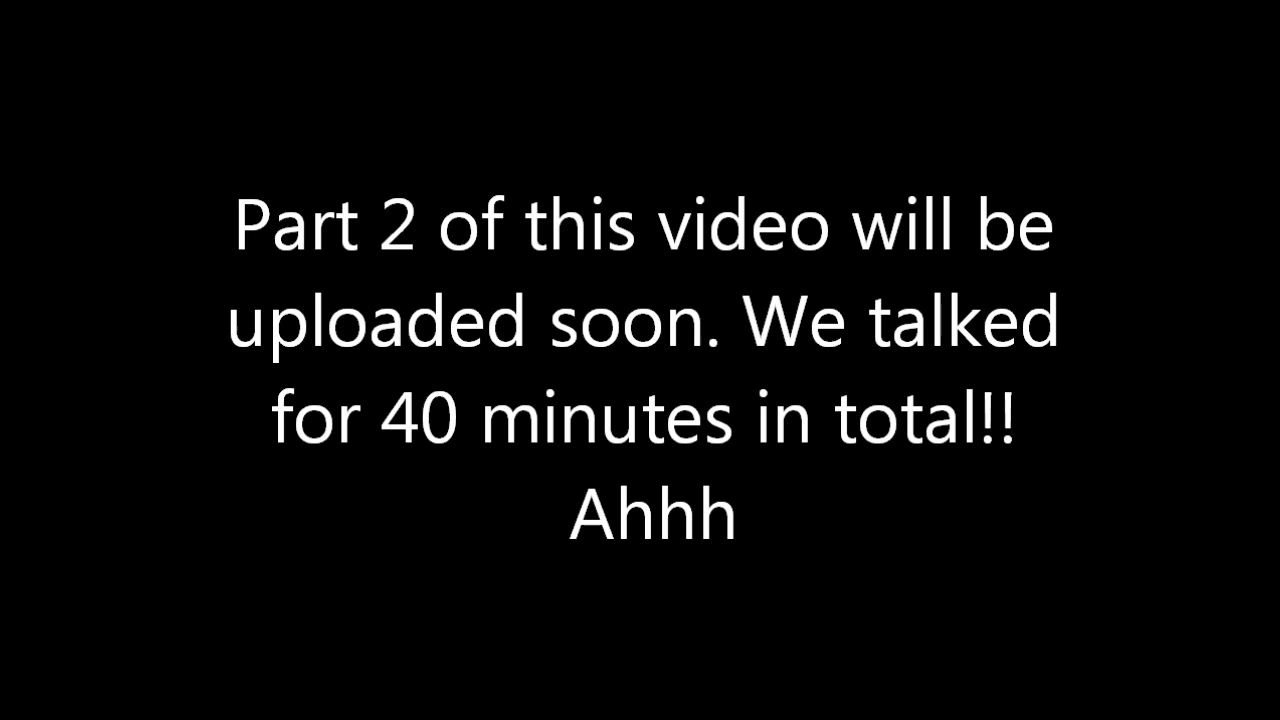 Part 2 of this video will be
uploaded soon. We talked
for 40 minutes in total!!
Ahhh